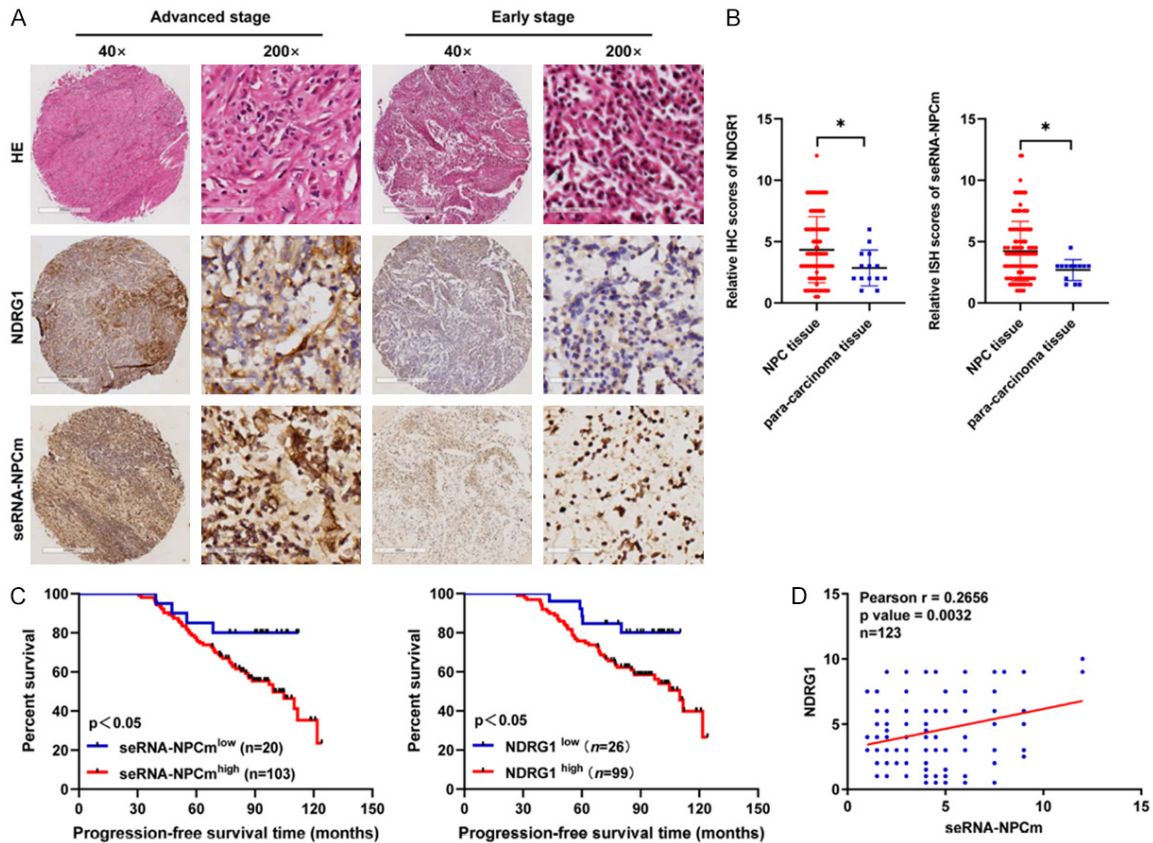 A
Advanced stage
Early stage
40×
200×
40×
200×
HE
NDRG1
seRNA-NPCm
B
Relative IHC scores of NDGR1
15
10
5
0
*
NPC tissue
para-carcinoma tissue
Relative ISH scores of seRNA-NPCm
15
10
5
0
*
NPC tissue
para-carcinoma tissue
C
Percent survival
100
80
60
40
20
0
p<0.05
seRNA-NPCm low (n=20)
seRNA-NPCm high (n=103)
0 30 60 90 120 150
Progression-free survival time (months)
Percent survival
100
80
60
40
20
0
p<0.05
NDRG1 low (n=26)
NDRG1 high (n=99)
0 30 60 90 120 150
Progression-free survival time (months)
D
Pearson r = 0.2656
p value = 0.0032
n=123
NDRG1
15
10
5
0
0 5 10 15
seRNA-NPCm